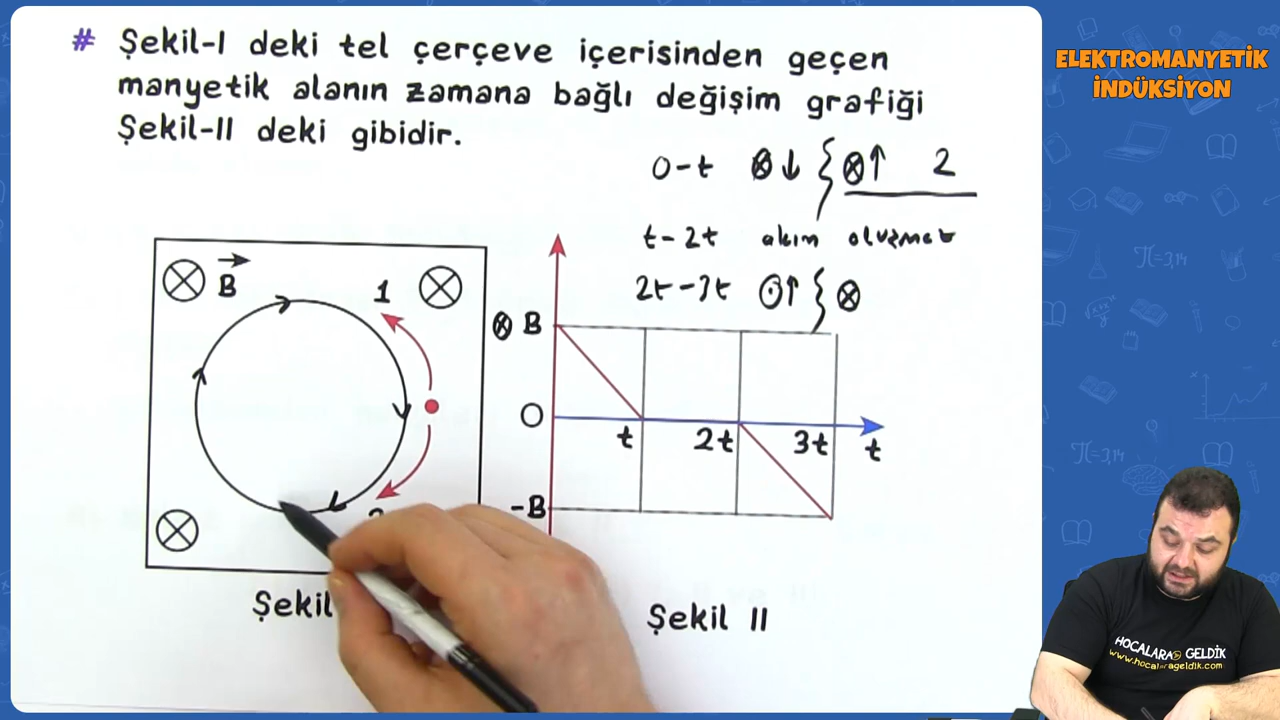 ELEKTROMANYETİK
İNDÜKSİYON
# Şekil-I deki tel çerçeve içerisinden geçen
manyetik alanın zamana bağlı değişim grafiği
Şekil-II deki gibidir.
0-t ⊗↓ { ⊗↑ 2
t-2t akım oluşmaz
2t-3t ⊙↑ { ⊗
B 1
⊗ B
O
t 2t 3t t
-B
Şekil
Şekil II
HOCALARA GELDİK
www.hocalarageldik.com